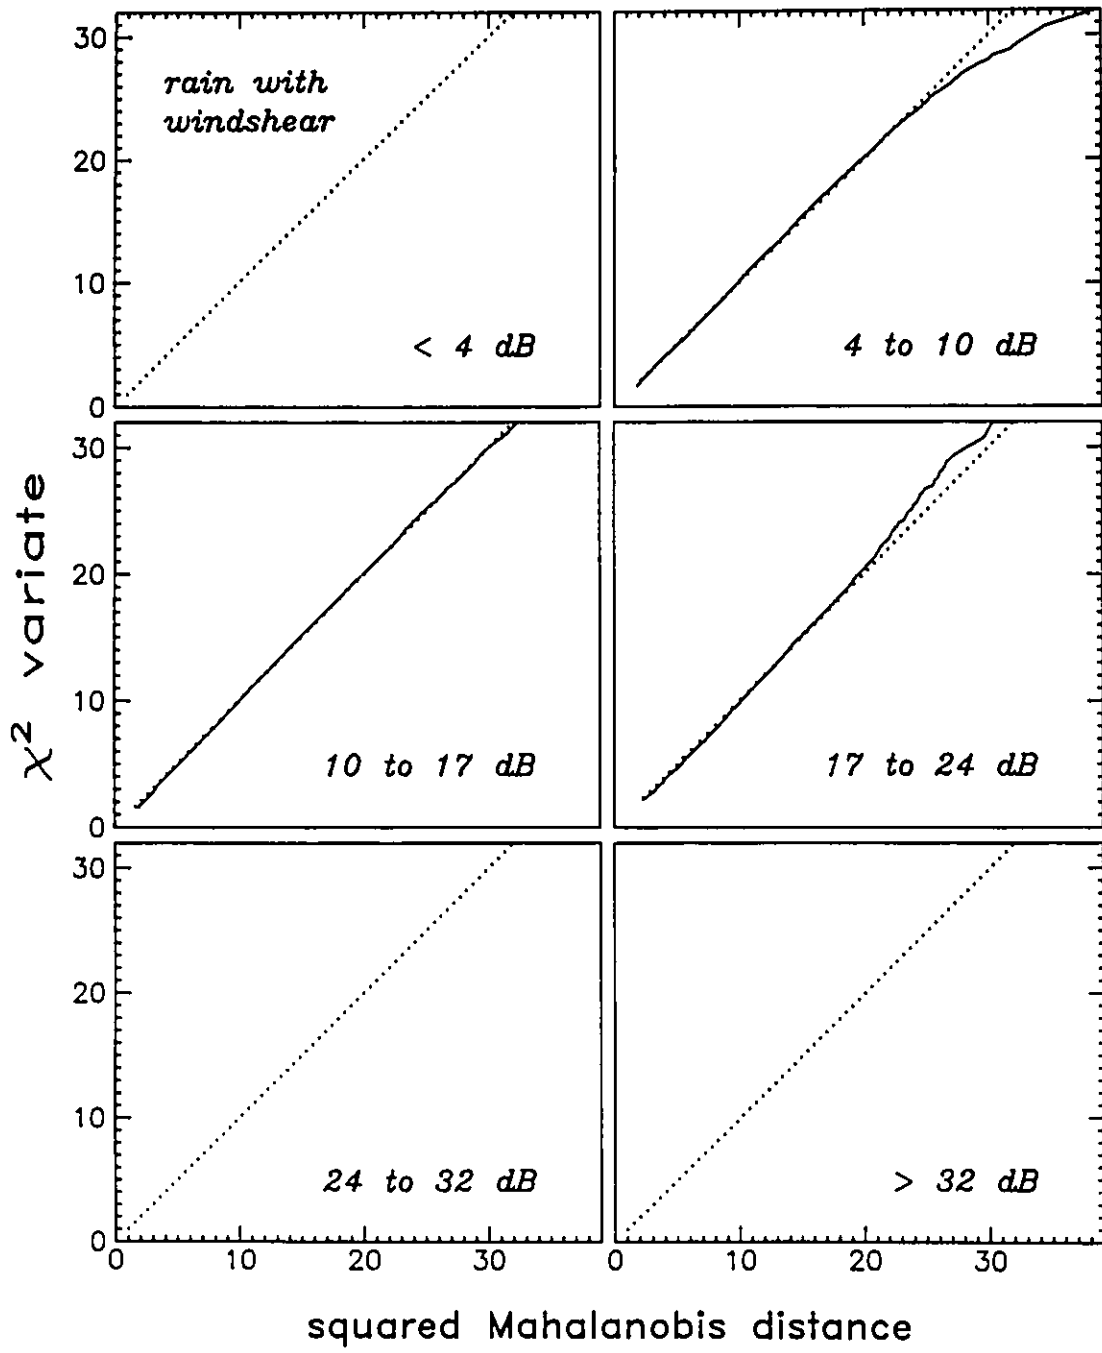 30
20
10
0
rain with
windshear
< 4 dB
4 to 10 dB
30
20
10
0
10 to 17 dB
17 to 24 dB
30
20
10
0
24 to 32 dB
> 32 dB
0 10 20 30
0 10 20 30
χ2 variate
squared Mahalanobis distance